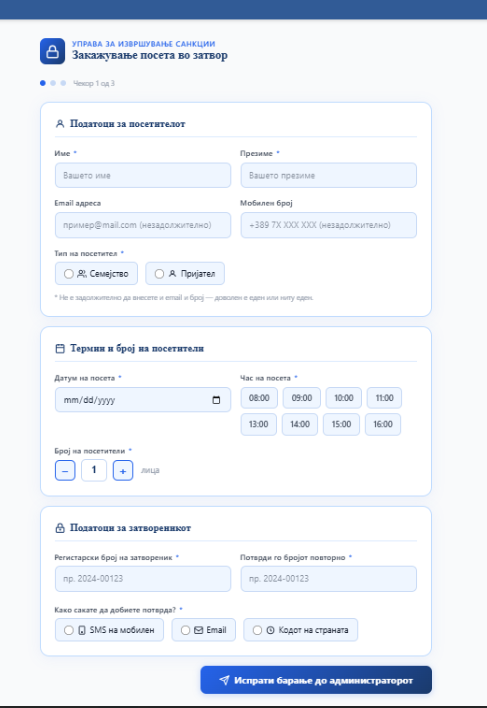 УПРАВА ЗА ИЗВРШУВАЊЕ САНКЦИИ
Закажување посета во затвор
Чекор 1 од 3
Податоци за посетителот
Име * Презиме *
Вашето име Вашето презиме
Email адреса Мобилен број
пример@mail.com (незадолжително) +389 7X XXX XXX (незадолжително)
Тип на посетител *
Семејство Пријател
* Не е задолжително да внесете и email и број — доволен е еден или ниту еден.
Термин и број на посетители
Датум на посета * Час на посета *
mm/dd/yyyy 08:00 09:00 10:00 11:00
13:00 14:00 15:00 16:00
Број на посетители *
− 1 + лица
Податоци за затвореникот
Регистарски број на затвореник * Потврди го бројот повторно *
пр. 2024-00123 пр. 2024-00123
Како сакате да добиете потврда? *
SMS на мобилен Email Кодот на страната
Испрати барање до администраторот